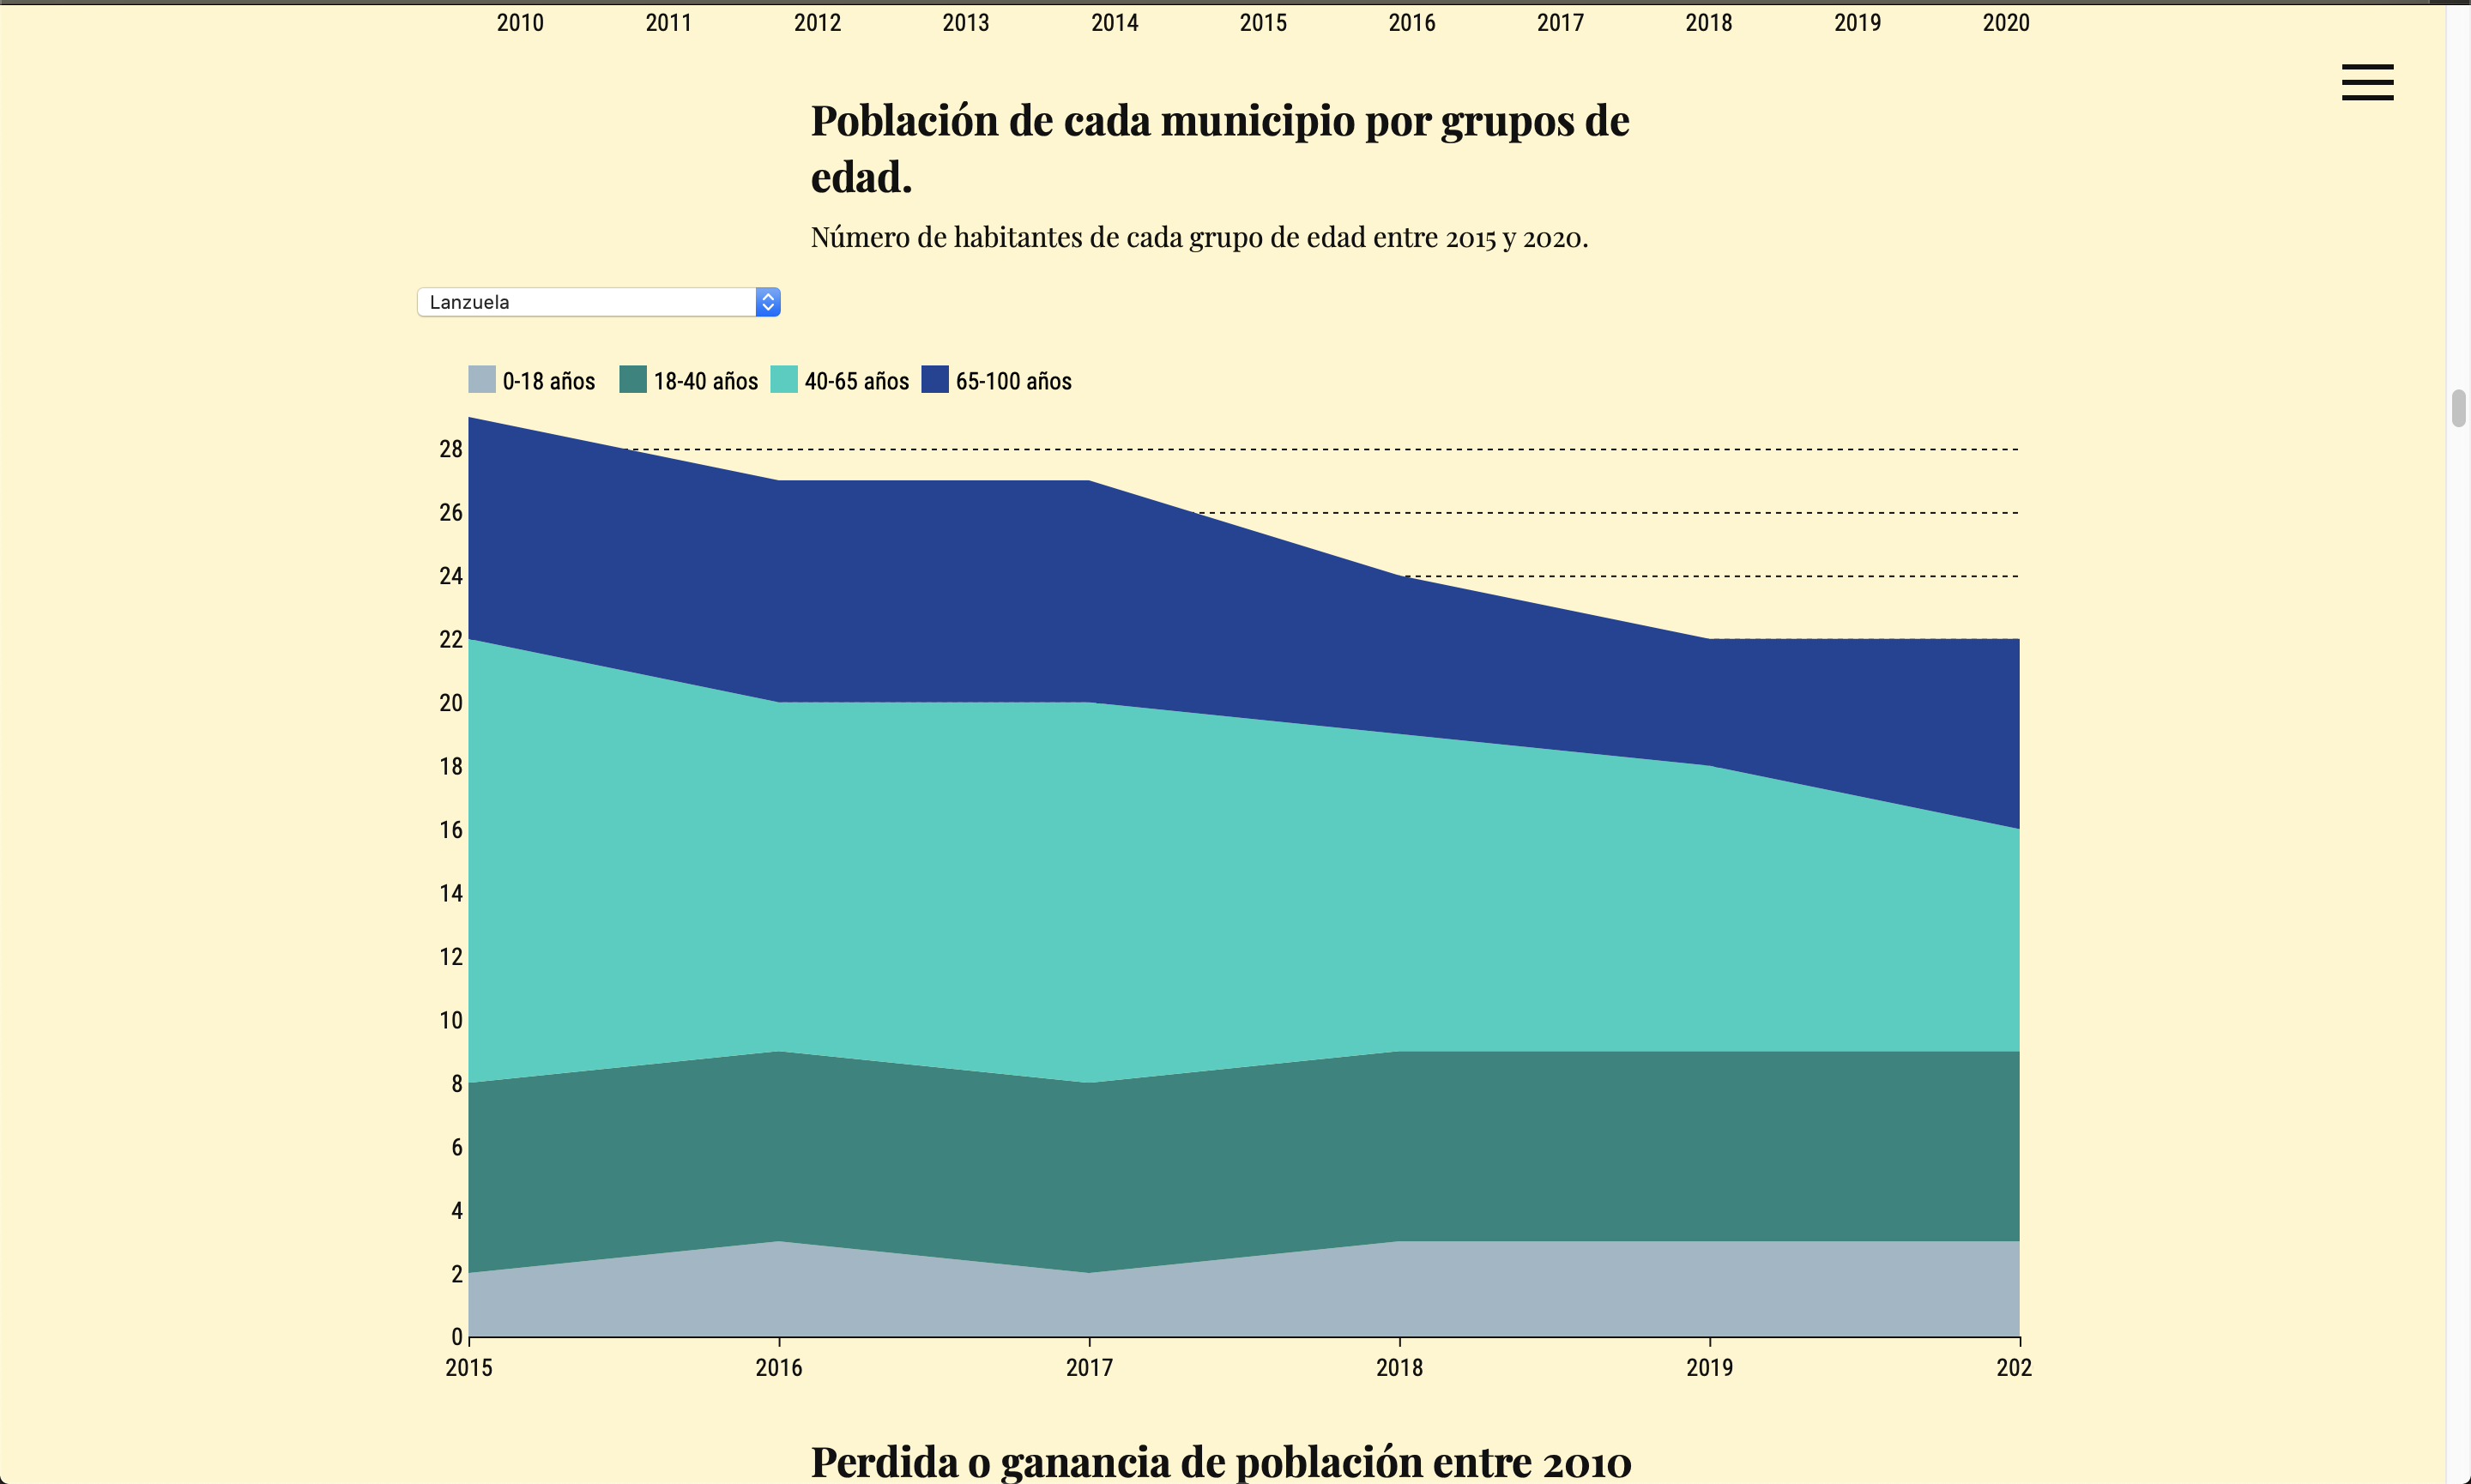 2010 2011 2012 2013 2014 2015 2016 2017 2018 2019 2020
Población de cada municipio por grupos de
edad.
Número de habitantes de cada grupo de edad entre 2015 y 2020.
Lanzuela
0-18 años 18-40 años 40-65 años 65-100 años
28
26
24
22
20
18
16
14
12
10
8
6
4
2
0
2015 2016 2017 2018 2019 202
Perdida o ganancia de población entre 2010